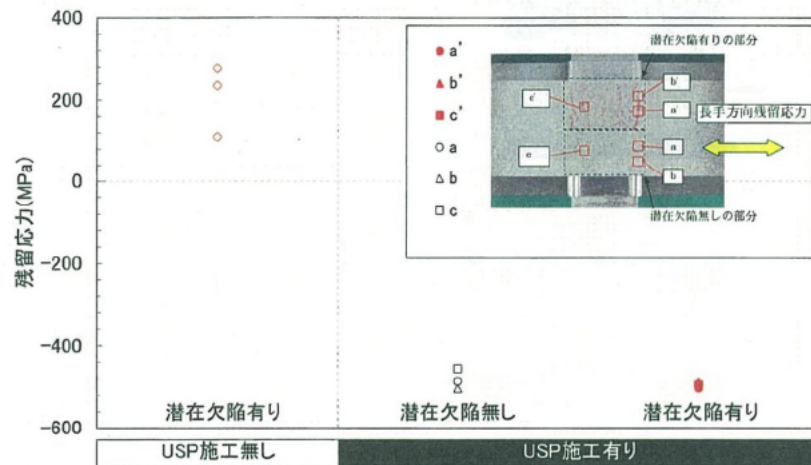 400
200
0
-200
-400
-600
残留応力(MPa)
a'
b'
c'
a
b
c
潜在欠陥有りの部分
b'
c'
a'
長手方向残留応力
c
a
b
潜在欠陥無しの部分
潜在欠陥有り
潜在欠陥無し
潜在欠陥有り
USP施工無し
USP施工有り